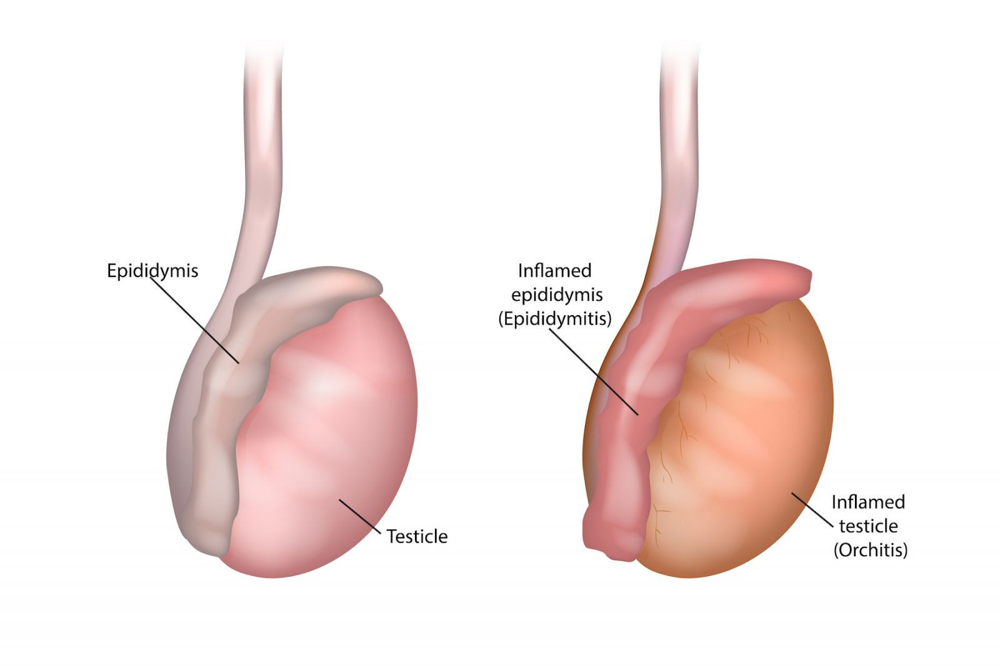 Epididymis
Testicle
Inflamed
epididymis
(Epididymitis)
Inflamed
testicle
(Orchitis)